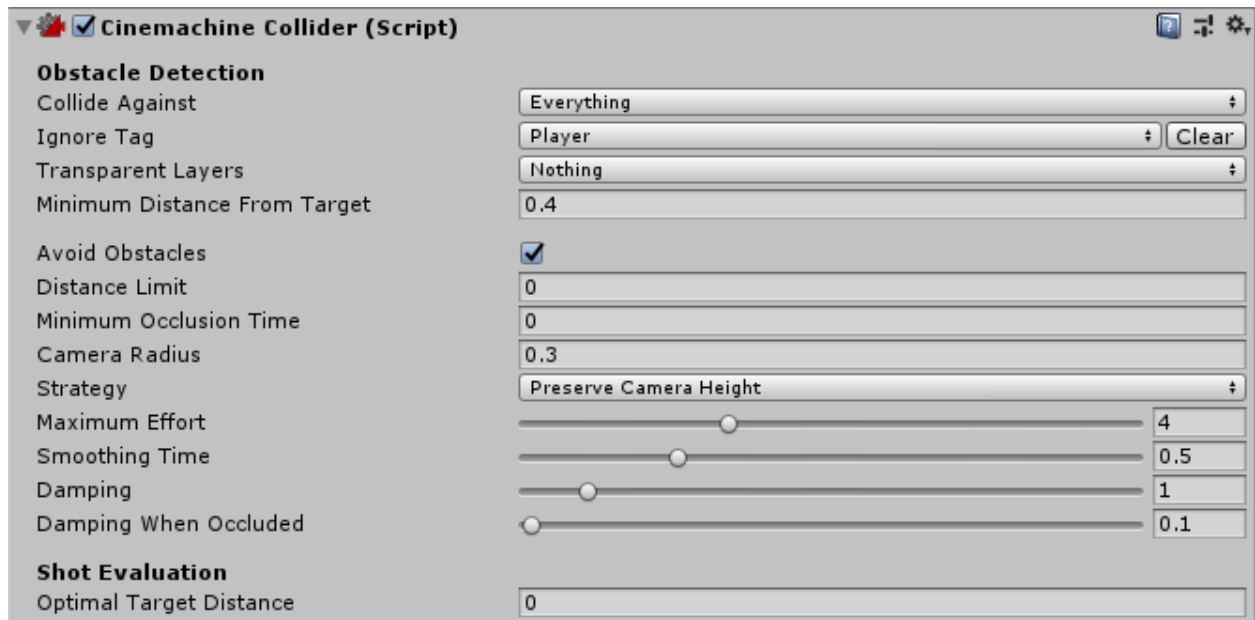 Cinemachine Collider (Script)
Obstacle Detection
Collide Against Everything
Ignore Tag Player Clear
Transparent Layers Nothing
Minimum Distance From Target 0.4
Avoid Obstacles
Distance Limit 0
Minimum Occlusion Time 0
Camera Radius 0.3
Strategy Preserve Camera Height
Maximum Effort 4
Smoothing Time 0.5
Damping 1
Damping When Occluded 0.1
Shot Evaluation
Optimal Target Distance 0